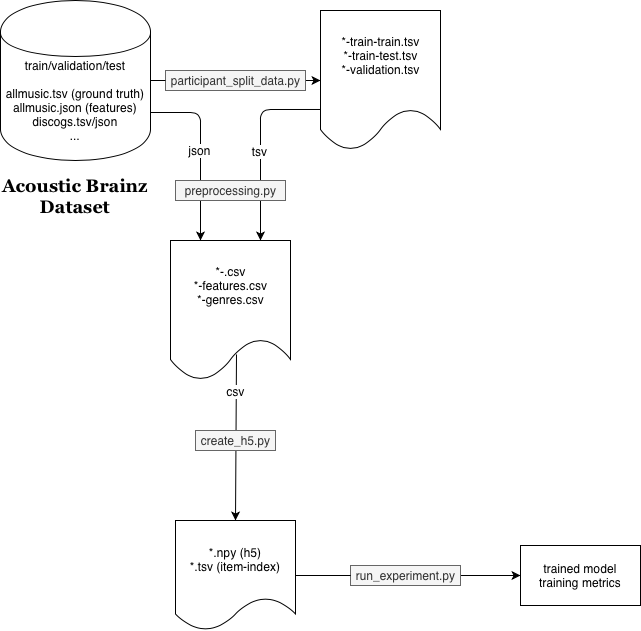 train/validation/test
allmusic.tsv (ground truth)
allmusic.json (features)
discogs.tsv/json
...
Acoustic Brainz
Dataset
participant_split_data.py
*-train-train.tsv
*-train-test.tsv
*-validation.tsv
json
tsv
preprocessing.py
*-.csv
*-features.csv
*-genres.csv
csv
create_h5.py
*.npy (h5)
*.tsv (item-index)
run_experiment.py
trained model
training metrics